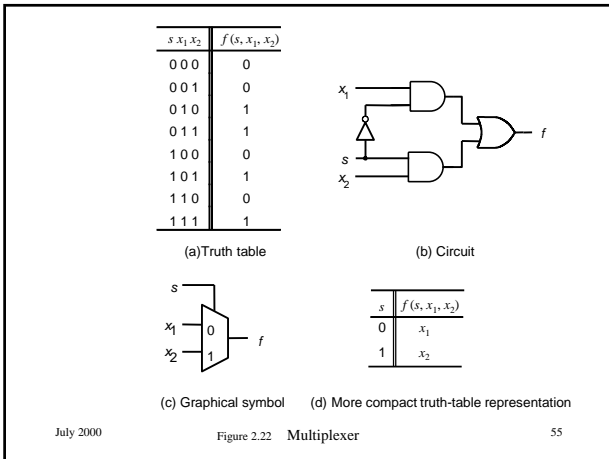 s x1 x2 f (s, x1, x2)
0 0 0 0
0 0 1 0
0 1 0 1
0 1 1 1
1 0 0 0
1 0 1 1
1 1 0 0
1 1 1 1
(a)Truth table
x1
s
x2
f
(b) Circuit
s
x1 0
x2 1
f
(c) Graphical symbol
s f (s, x1, x2)
0 x1
1 x2
(d) More compact truth-table representation
July 2000 Figure 2.22 Multiplexer 55